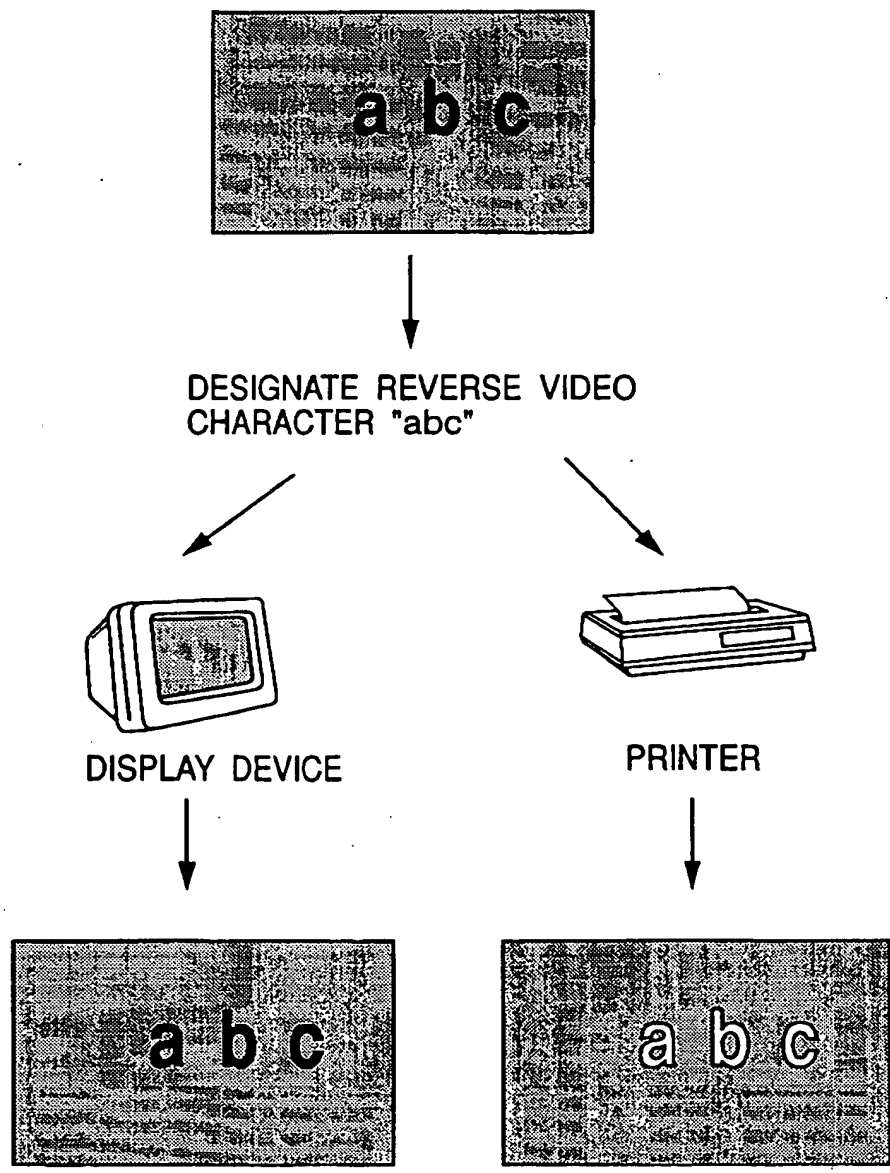 a b c
DESIGNATE REVERSE VIDEO
CHARACTER "abc"
DISPLAY DEVICE
PRINTER
a b c
a b c